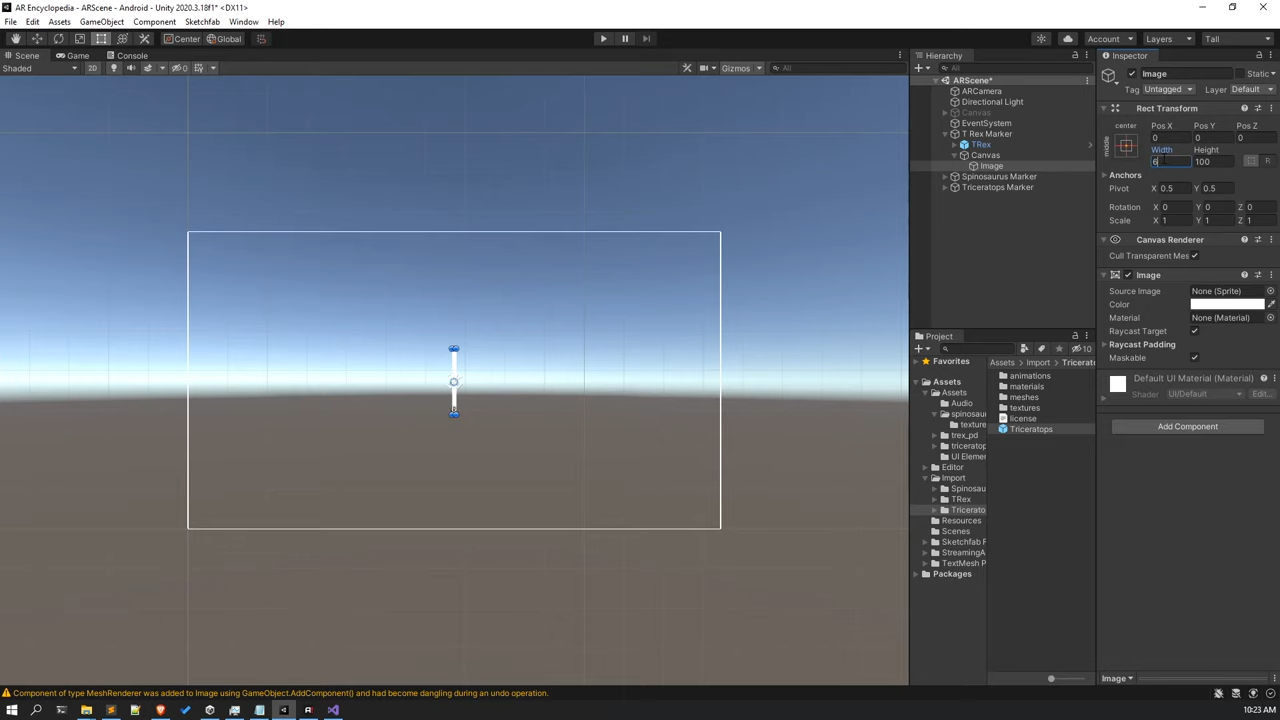 AR Encyclopedia - ARScene - Android - Unity 2020.3.18f1* <DX11>
File Edit Assets GameObject Component Sketchfab Window Help
Center Global Account Layers Tall
Scene Game Console
Shaded 2D 0 Gizmos All
Hierarchy
All
ARScene*
ARCamera
Directional Light
Canvas
EventSystem
T Rex Marker
TRex
Canvas
Image
Spinosaurus Marker
Triceratops Marker
Inspector
Image Static
Tag Untagged Layer Default
Rect Transform
center Pos X Pos Y Pos Z
middle 0 0 0
Width Height
6 100 R
Anchors
Pivot X 0.5 Y 0.5
Rotation X 0 Y 0 Z 0
Scale X 1 Y 1 Z 1
Canvas Renderer
Cull Transparent Mes
Image
Source Image None (Sprite)
Color
Material None (Material)
Raycast Target
Raycast Padding
Maskable
Default UI Material (Material)
Shader UI/Default Edit...
Add Component
Image
Project
10
Favorites
Assets
Assets
Audio
spinosau
texture
trex_pd
triceratop
UI Elemer
Editor
Import
Spinosau
TRex
Tricerato
Resources
Scenes
Sketchfab F
StreamingA
TextMesh P
Packages
Assets Import Tricerat
animations
materials
meshes
textures
license
Triceratops
Component of type MeshRenderer was added to Image using GameObject.AddComponent() and had become dangling during an undo operation.
10:23 AM